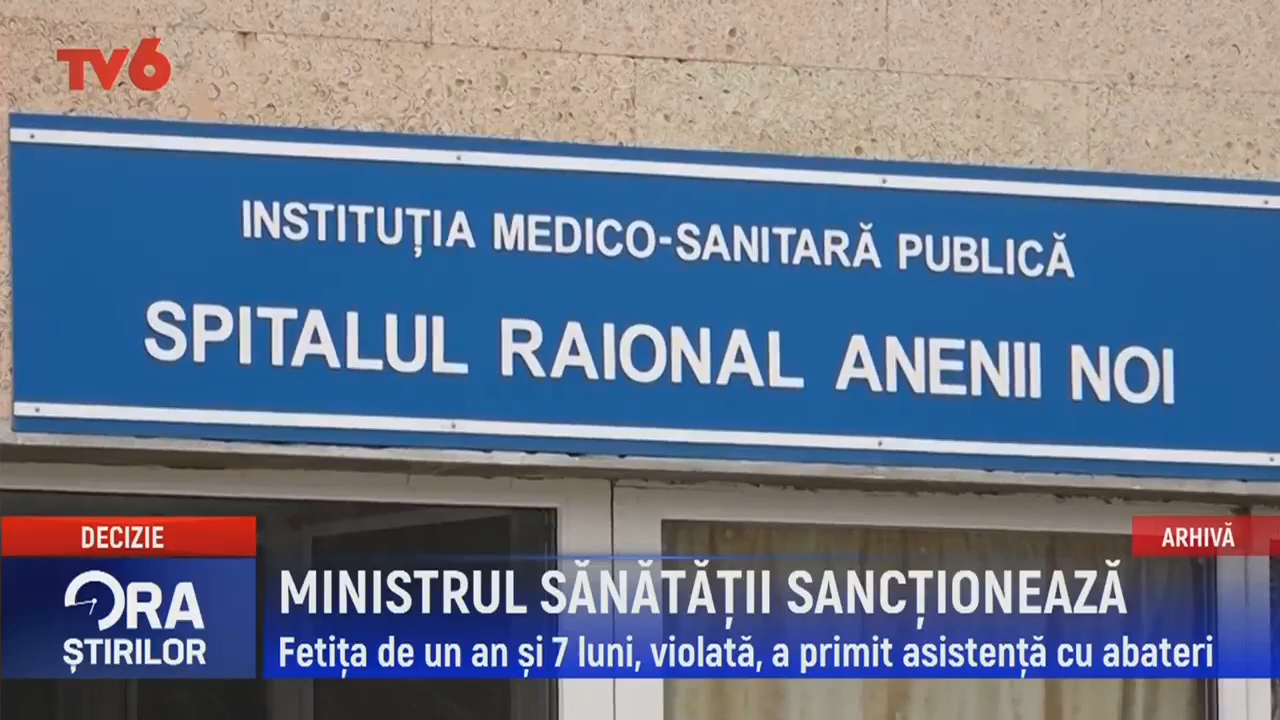 TV6
INSTITUȚIA MEDICO-SANITARĂ PUBLICĂ
SPITALUL RAIONAL ANENII NOI
DECIZIE
ARHIVĂ
ORA
ȘTIRILOR
MINISTRUL SĂNĂTĂȚII SANCȚIONEAZĂ
Fetița de un an și 7 luni, violată, a primit asistență cu abateri